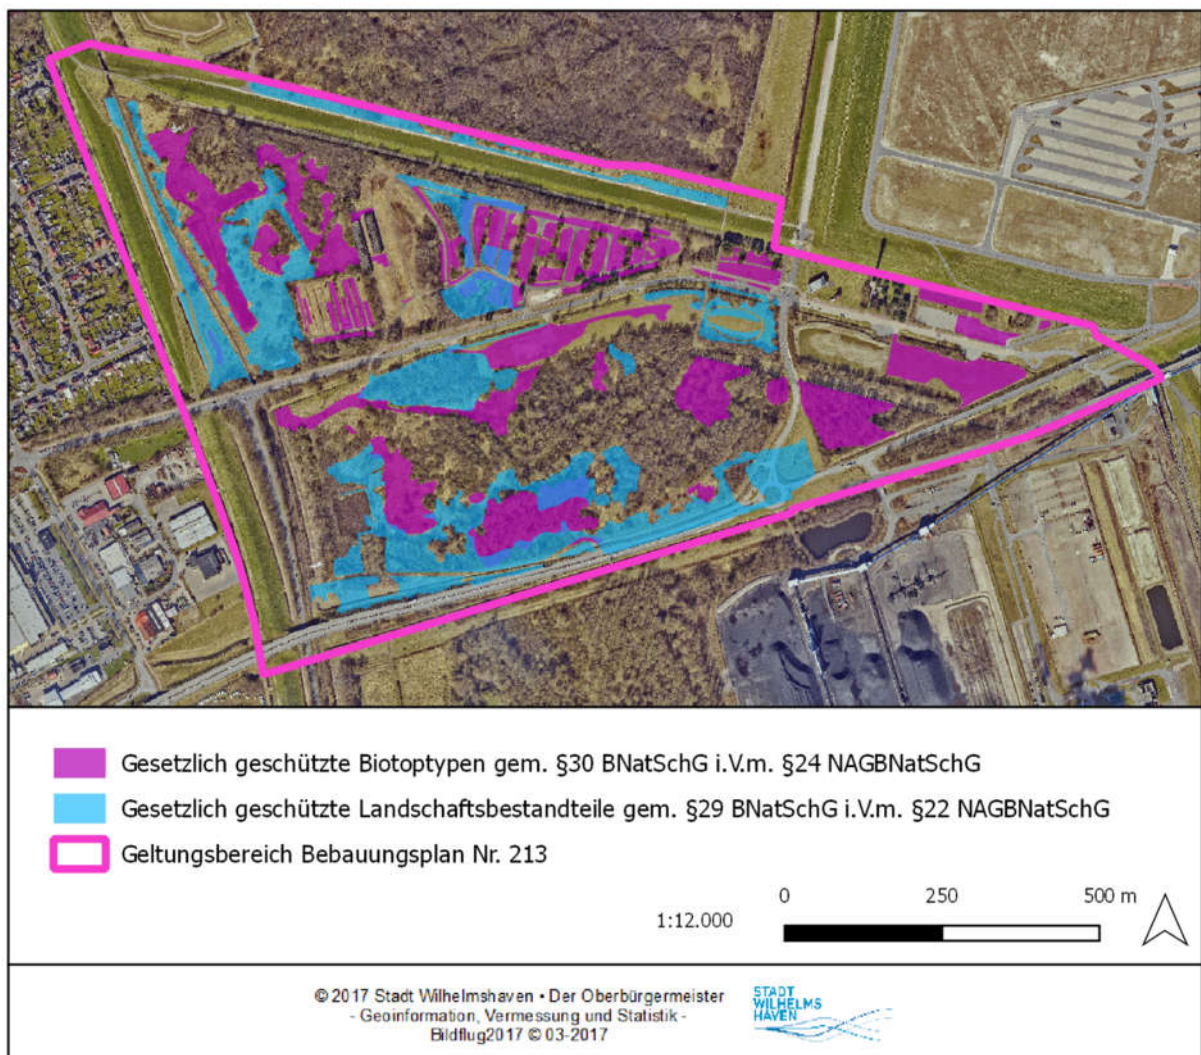 Gesetzlich geschützte Biotoptypen gem. §30 BNatSchG i.V.m. §24 NAGBNatSchG
Gesetzlich geschützte Landschaftsbestandteile gem. §29 BNatSchG i.V.m. §22 NAGBNatSchG
Geltungsbereich Bebauungsplan Nr. 213
0 250 500 m
1:12.000
© 2017 Stadt Wilhelmshaven • Der Oberbürgermeister
- Geoinformation, Vermessung und Statistik -
Bildflug2017 © 03-2017
STADT
WILHELMS
HAVEN